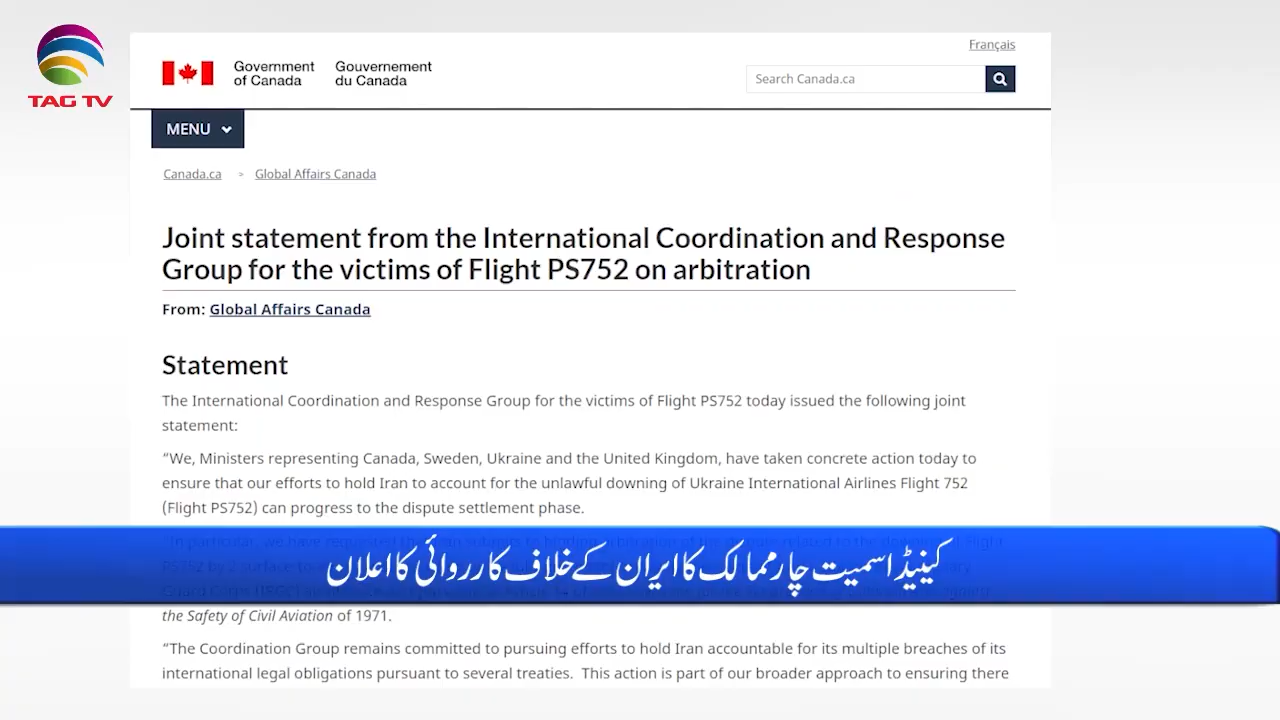 TAG TV
Français
Government of Canada
Gouvernement du Canada
Search Canada.ca
MENU
Canada.ca > Global Affairs Canada
Joint statement from the International Coordination and Response
Group for the victims of Flight PS752 on arbitration
From: Global Affairs Canada
Statement
The International Coordination and Response Group for the victims of Flight PS752 today issued the following joint
statement:
“We, Ministers representing Canada, Sweden, Ukraine and the United Kingdom, have taken concrete action today to
ensure that our efforts to hold Iran to account for the unlawful downing of Ukraine International Airlines Flight 752
(Flight PS752) can progress to the dispute settlement phase.
کینیڈا سمیت چار ممالک کا ایران کے خلاف کارروائی کا اعلان
the Safety of Civil Aviation of 1971.
“The Coordination Group remains committed to pursuing efforts to hold Iran accountable for its multiple breaches of its
international legal obligations pursuant to several treaties. This action is part of our broader approach to ensuring there